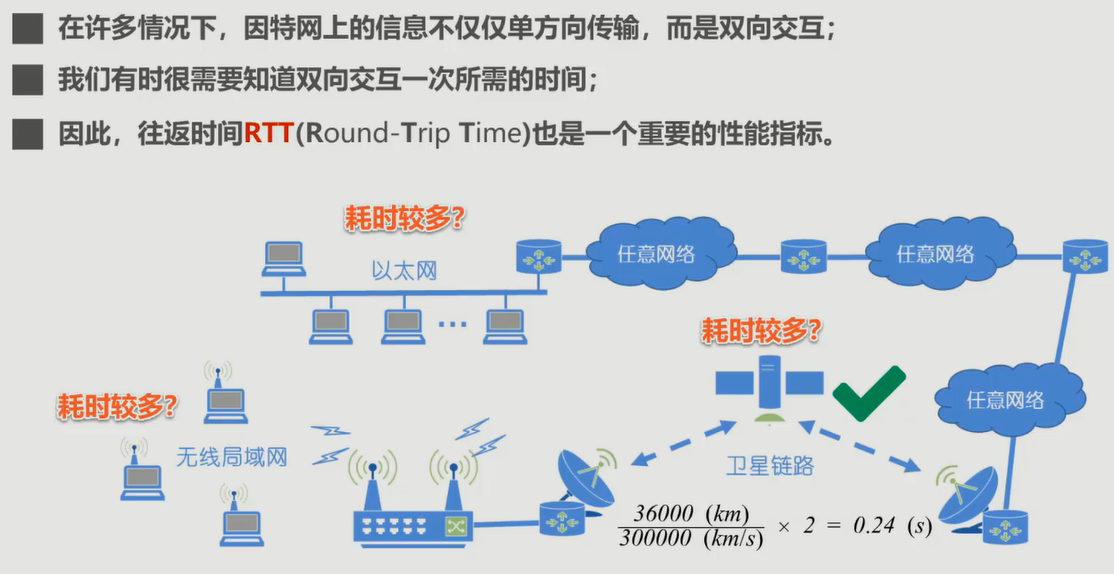 在许多情况下，因特网上的信息不仅仅单方向传输，而是双向交互；
我们有时很需要知道双向交互一次所需的时间；
因此，往返时间RTT(Round-Trip Time)也是一个重要的性能指标。
耗时较多？
以太网
任意网络
任意网络
...
耗时较多？
耗时较多？
任意网络
无线局域网
卫星链路
36000 (km)
300000 (km/s)
× 2 = 0.24 (s)